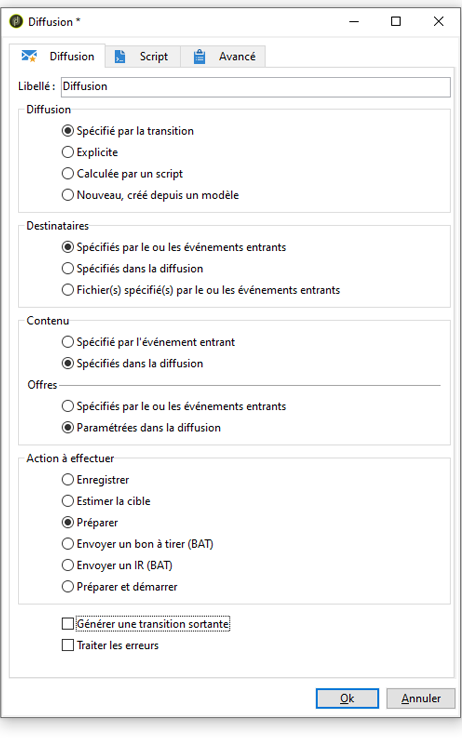 Diffusion *
Diffusion Script Avancé
Libellé : Diffusion
Diffusion
Spécifié par la transition
Explicite
Calculée par un script
Nouveau, créé depuis un modèle
Destinataires
Spécifiés par le ou les événements entrants
Spécifiés dans la diffusion
Fichier(s) spécifié(s) par le ou les événements entrants
Contenu
Spécifié par l'événement entrant
Spécifiés dans la diffusion
Offres
Spécifiés par le ou les événements entrants
Paramétrées dans la diffusion
Action à effectuer
Enregistrer
Estimer la cible
Préparer
Envoyer un bon à tirer (BAT)
Envoyer un IR (BAT)
Préparer et démarrer
Générer une transition sortante
Traiter les erreurs
Ok Annuler